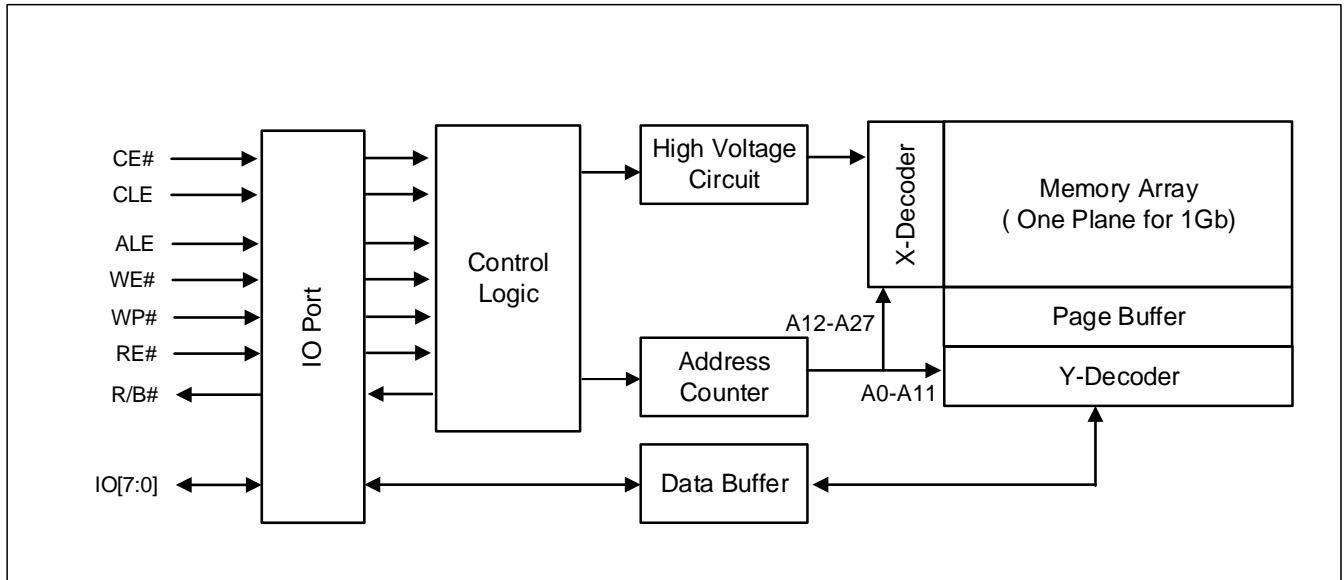 CE#
CLE
ALE
WE#
WP#
RE#
R/B#
IO[7:0]
IO Port
Control
Logic
High Voltage
Circuit
Address
Counter
Data Buffer
X-Decoder
A12-A27
A0-A11
Memory Array
( One Plane for 1Gb)
Page Buffer
Y-Decoder